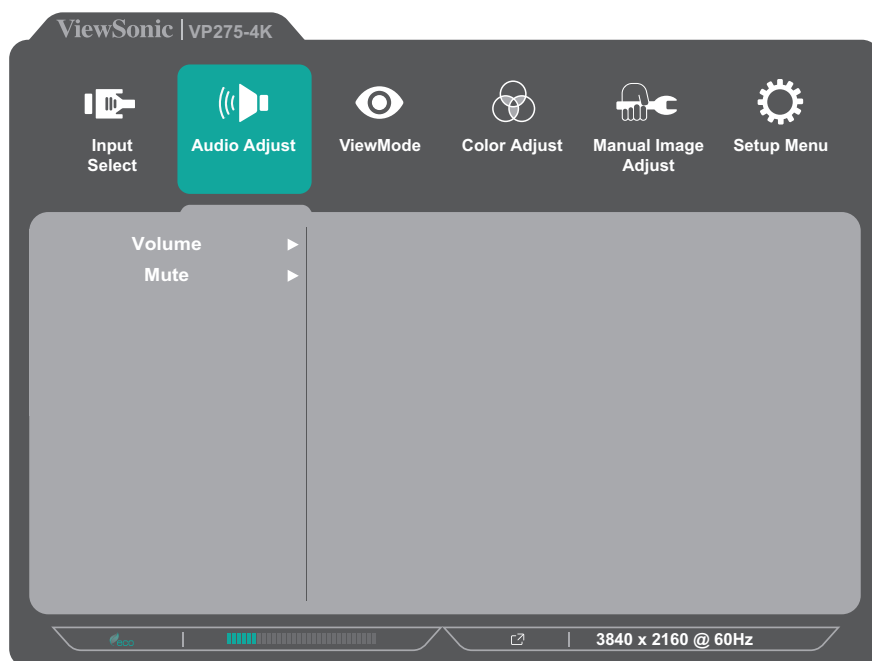 ViewSonic | VP275-4K
Input
Select
Audio Adjust
ViewMode
Color Adjust
Manual Image
Adjust
Setup Menu
Volume
Mute
eco
3840 x 2160 @ 60Hz